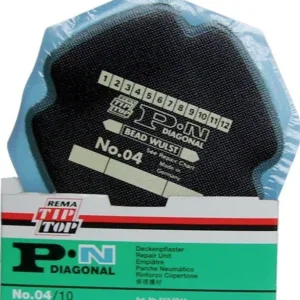 1 2 3 4 5 6 7 8 9 10 11 12
REMA
TIP
TOP
P·N
DIAGONAL
BEAD WULST
No.04
See Repair Chart
Made in
Germany
REMA
TIP
TOP
P·N
DIAGONAL
Deckenpflaster
Repair Unit
Empâtre
Parche Neumático
Rinforzo Copertone
No.04/10